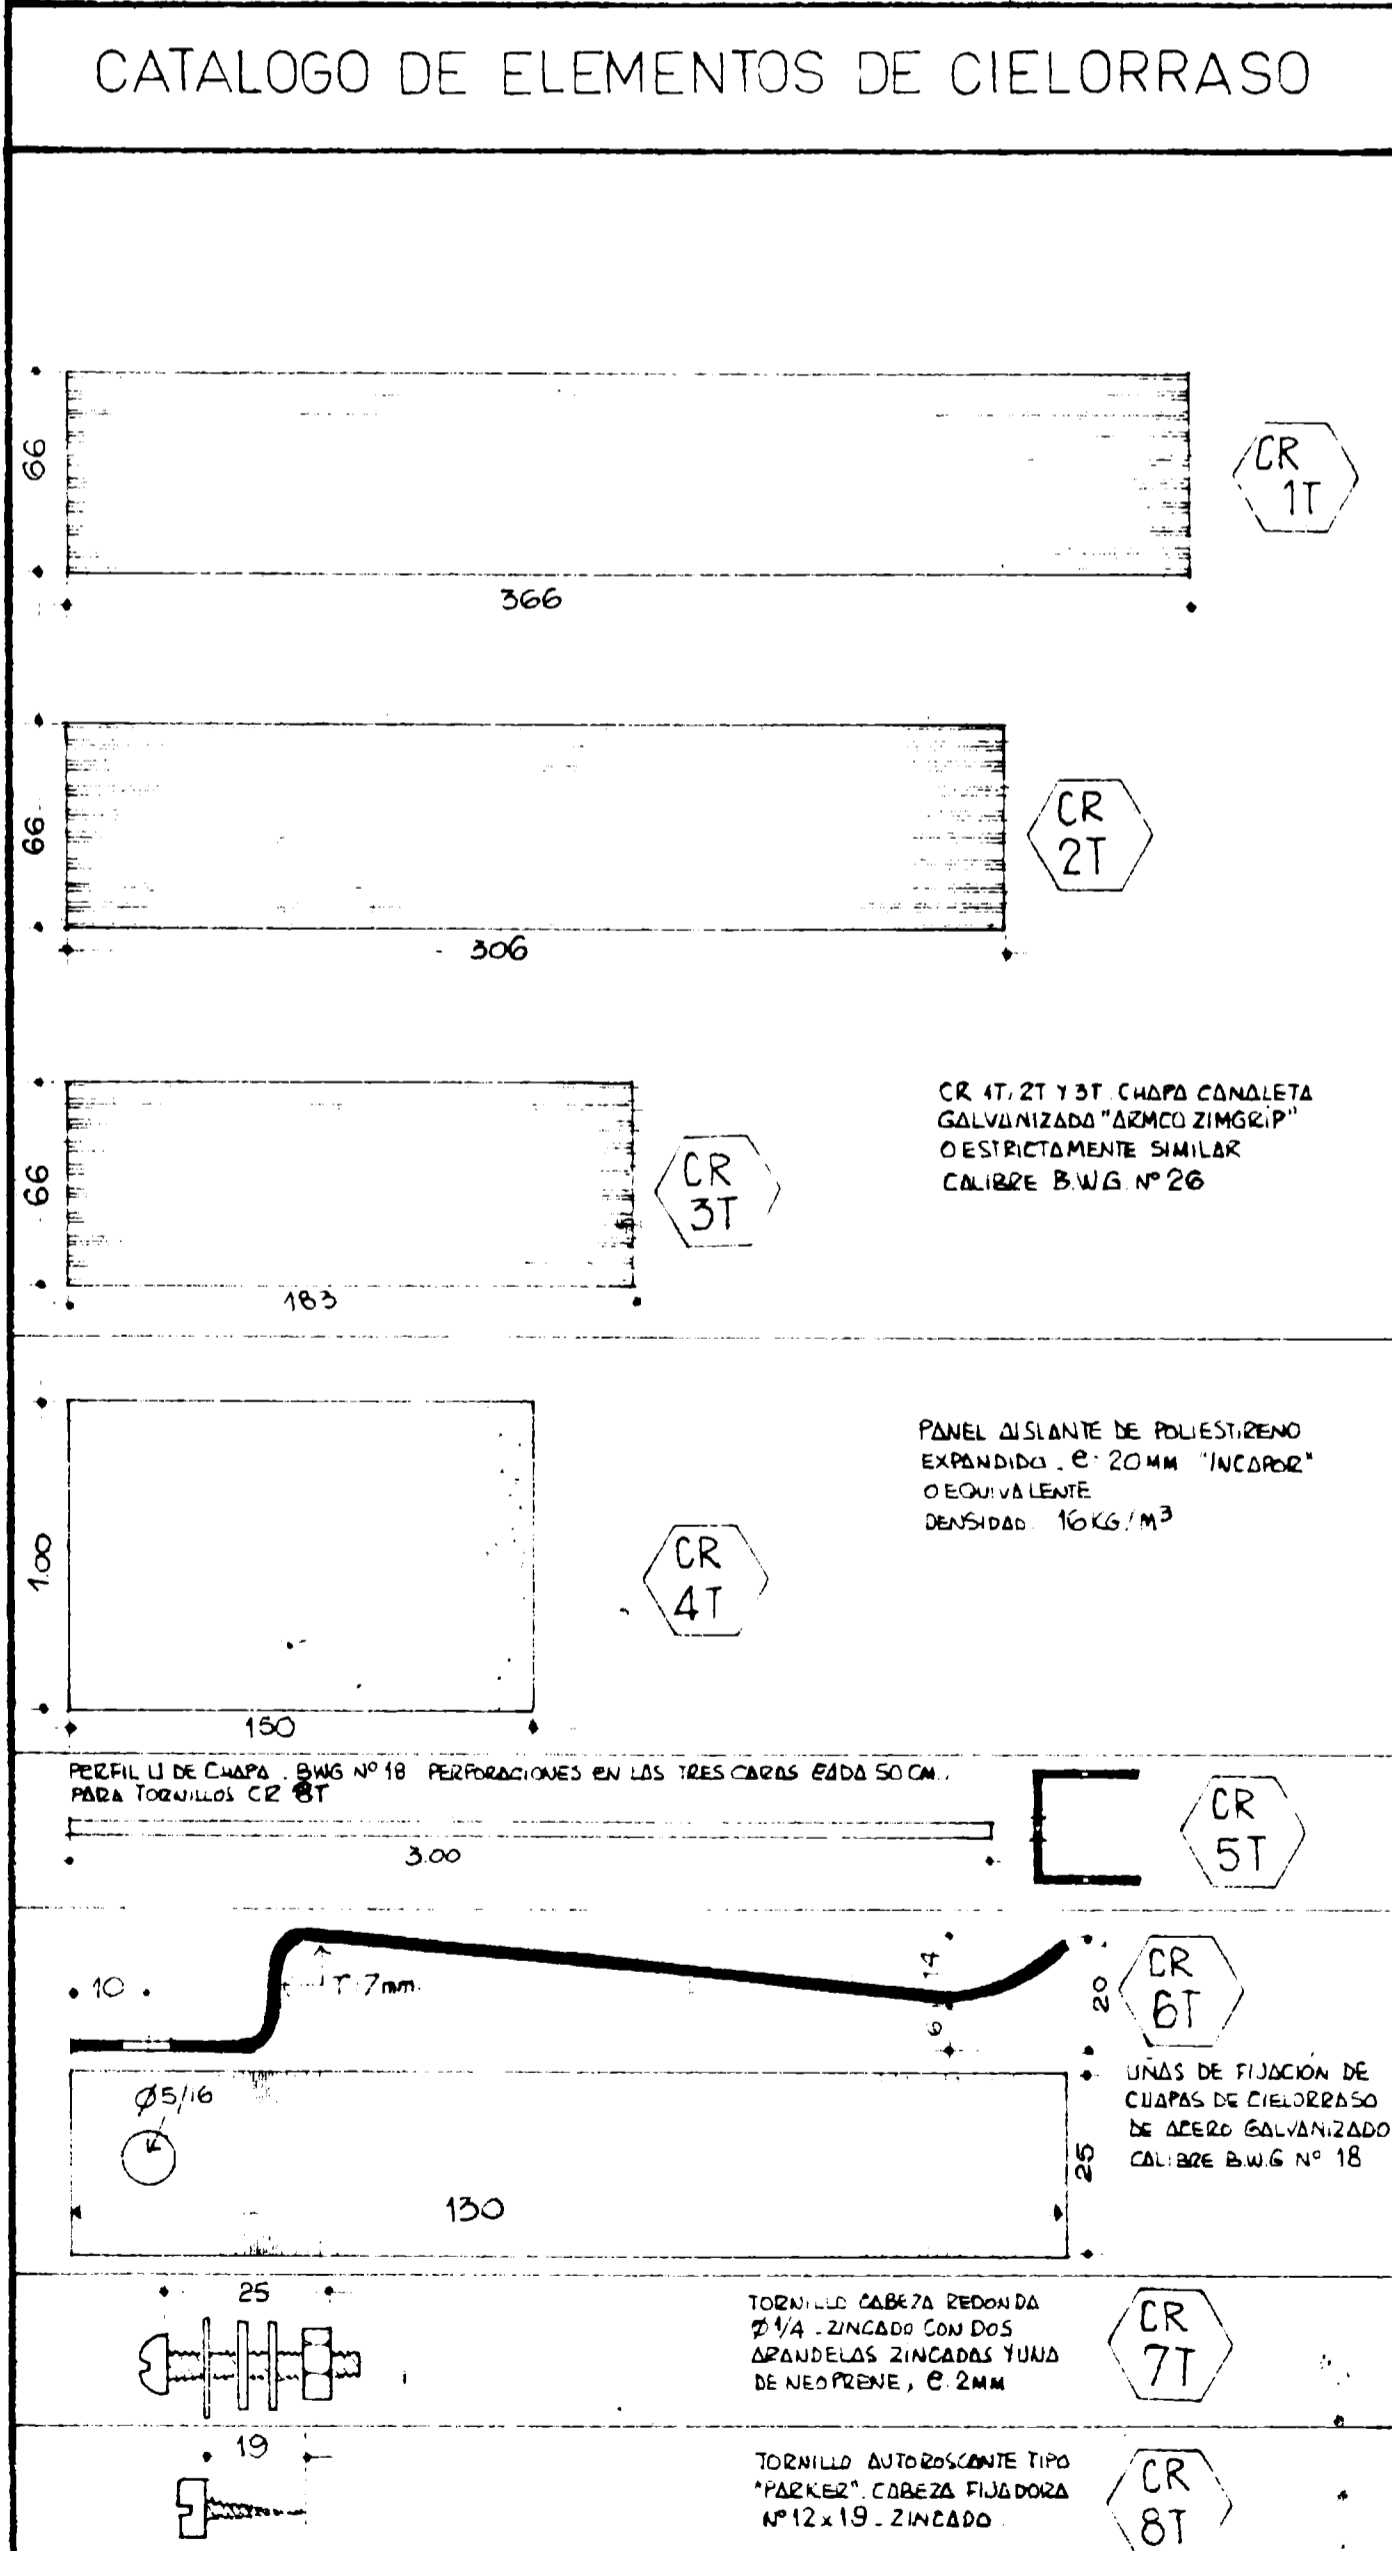 CATALOGO DE ELEMENTOS DE CIELORRASO
66
366
CR
1T
66
306
CR
2T
66
183
CR
3T
CR 1T, 2T Y 3T. CHAPA CANALETA
GALVANIZADA "ARMCO ZIMGRIP"
O ESTRICTAMENTE SIMILAR
CALIBRE B.W.G. Nº 26
1.00
150
CR
4T
PANEL AISLANTE DE POLIESTIRENO
EXPANDIDO. e: 20MM "INCAPOR"
O EQUIVALENTE
DENSIDAD. 16 KG/M³
PERFIL U DE CHAPA. BWG Nº 18 PERFORACIONES EN LAS TRES CARAS CADA 50 CM.
PARA TORNILLOS CR 8T
3.00
CR
5T
10
r: 7mm.
14
6
20
CR
6T
Ø5/16
130
25
UÑAS DE FIJACIÓN DE
CHAPAS DE CIELORRASO
DE ACERO GALVANIZADO
CALIBRE B.W.G Nº 18
25
TORNILLO CABEZA REDONDA
Ø 1/4 - ZINCADO CON DOS
ARANDELAS ZINCADAS Y UNA
DE NEOPRENE, e. 2MM
CR
7T
19
TORNILLO AUTOROSCANTE TIPO
"PARKER". CABEZA FIJADORA
Nº 12 x 19 - ZINCADO
CR
8T